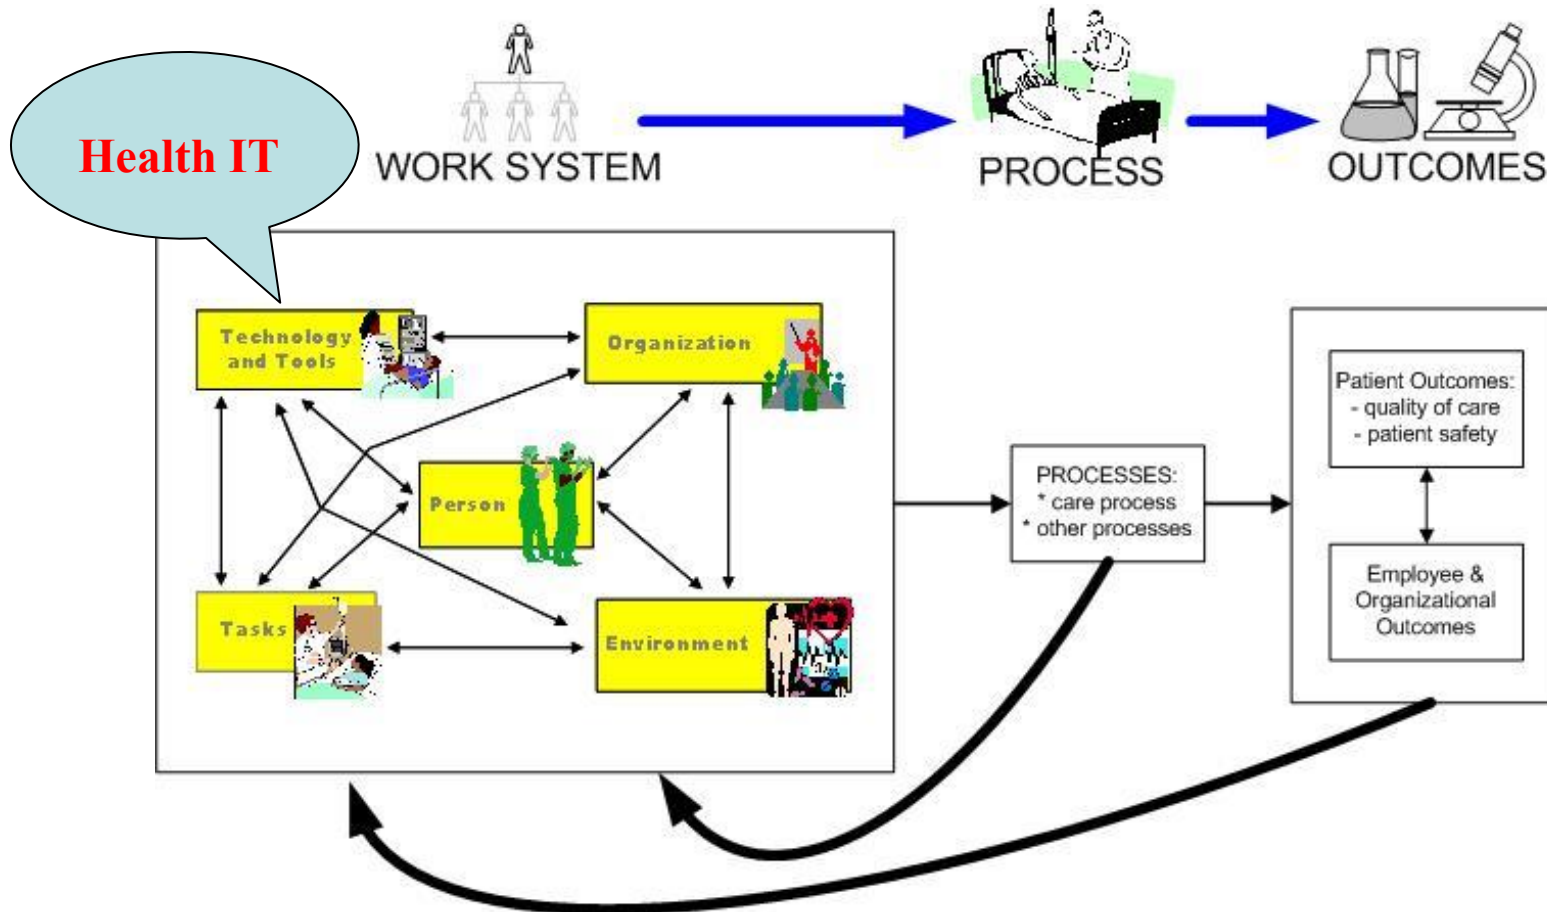 Health IT
WORK SYSTEM
PROCESS
OUTCOMES
Technology
and Tools
Organization
Person
Tasks
Environment
PROCESSES:
* care process
* other processes
Patient Outcomes:
- quality of care
- patient safety
Employee &
Organizational
Outcomes